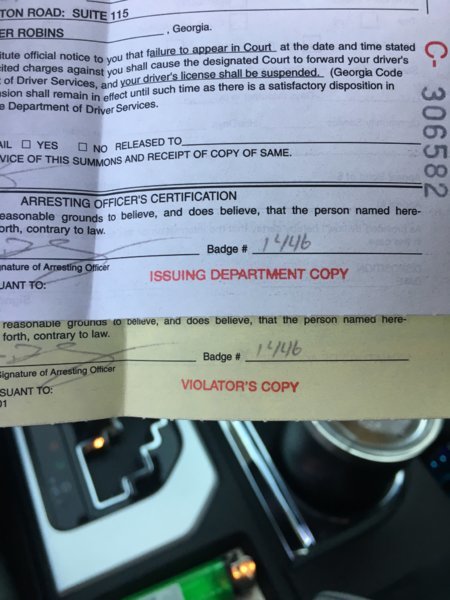 TON ROAD: SUITE 115
ER ROBINS , Georgia.
itute official notice to you that failure to appear in Court at the date and time stated
cited charges against you shall cause the designated Court to forward your driver's
t of Driver Services, and your driver's license shall be suspended. (Georgia Code
nsion shall remain in effect until such time as there is a satisfactory disposition in
e Department of Driver Services.
C- 306582
AIL ☐ YES ☐ NO RELEASED TO
VICE OF THIS SUMMONS AND RECEIPT OF COPY OF SAME.
ARRESTING OFFICER'S CERTIFICATION
easonable grounds to believe, and does believe, that the person named here-
orth, contrary to law.
Badge # 1446
nature of Arresting Officer
ISSUING DEPARTMENT COPY
UANT TO:
reasonable grounds to believe, and does believe, that the person named here-
forth, contrary to law.
Badge # 1446
Signature of Arresting Officer
VIOLATOR'S COPY
SUANT TO:
01